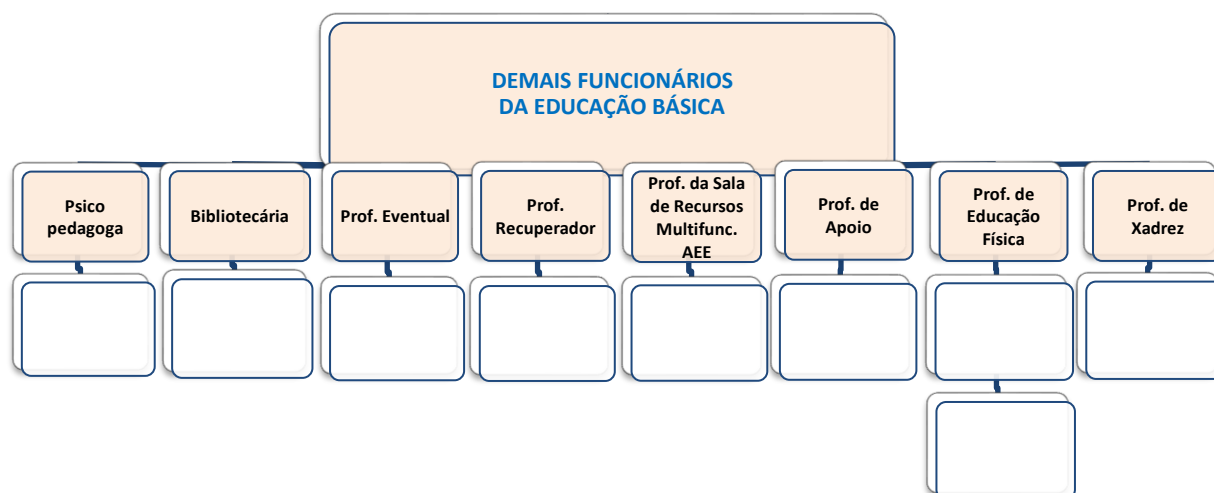 DEMAIS FUNCIONÁRIOS
DA EDUCAÇÃO BÁSICA
Psico
pedagoga
Bibliotecária
Prof. Eventual
Prof.
Recuperador
Prof. da Sala
de Recursos
Multifunc.
AEE
Prof. de
Apoio
Prof. de
Educação
Física
Prof. de
Xadrez